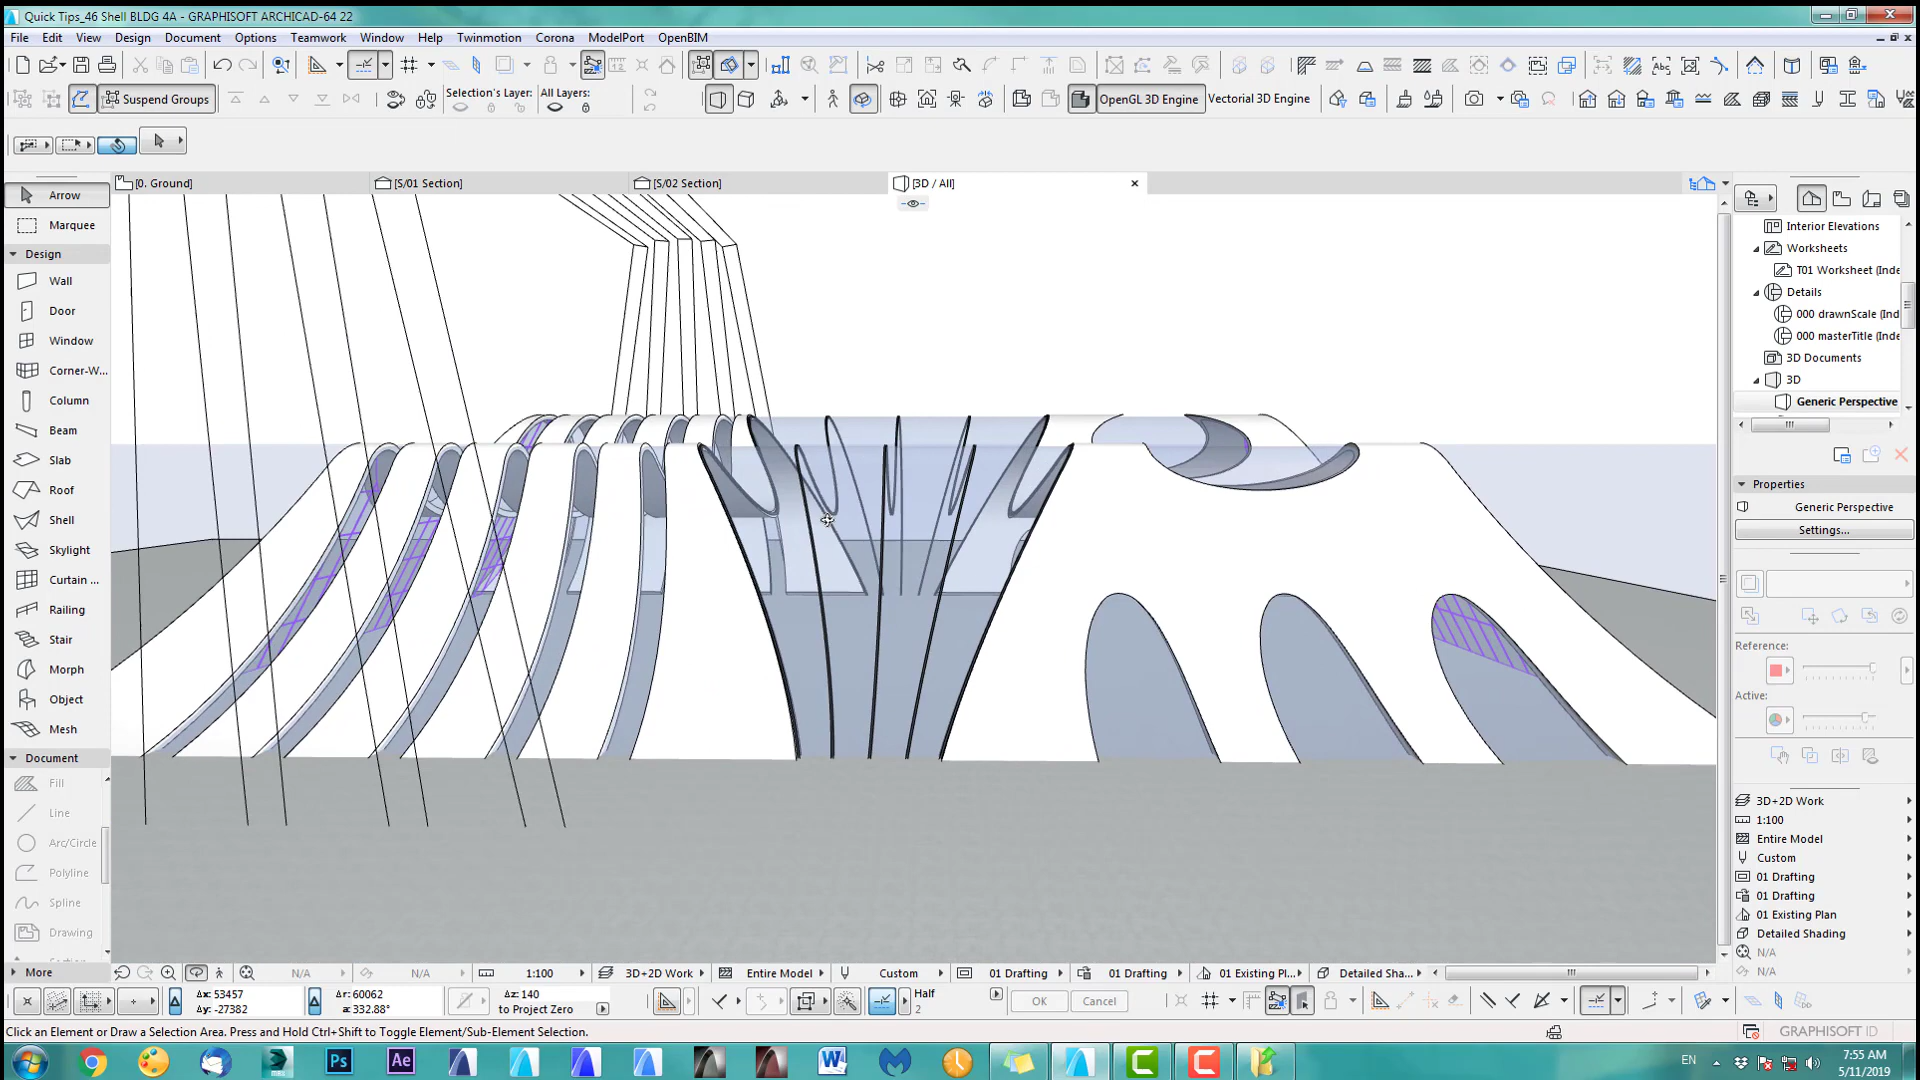 Quick Tips_46 Shell BLDG 4A - GRAPHISOFT ARCHICAD-64 22
File Edit View Design Document Options Teamwork Window Help Twinmotion Corona ModelPort OpenBIM
Suspend Groups
Selection's Layer:
All Layers:
OpenGL 3D Engine
Vectorial 3D Engine
[0. Ground]
[S/01 Section]
[S/02 Section]
[3D / All]
Arrow
Marquee
Design
Wall
Door
Window
Corner-W...
Column
Beam
Slab
Roof
Shell
Skylight
Curtain ...
Railing
Stair
Morph
Object
Mesh
Document
Fill
Line
Arc/Circle
Polyline
Spline
Drawing
More
Interior Elevations
Worksheets
T01 Worksheet (Inde
Details
000 drawnScale (Ind
000 masterTitle (Inde
3D Documents
3D
Generic Perspective
Properties
Generic Perspective
Settings...
Reference:
Active:
3D+2D Work
1:100
Entire Model
Custom
01 Drafting
01 Drafting
01 Existing Plan
Detailed Shading
N/A
N/A
N/A N/A 1:100 3D+2D Work Entire Model Custom 01 Drafting 01 Drafting 01 Existing Pl... Detailed Sha...
Δx: 53457
Δy: -27382
Δr: 60062
a: 332.88°
Δz: 140
to Project Zero
Half
2
OK
Cancel
Click an Element or Draw a Selection Area. Press and Hold Ctrl+Shift to Toggle Element/Sub-Element Selection.
GRAPHISOFT ID
Ps
Ae
W
C
C
EN
7:55 AM
5/11/2019